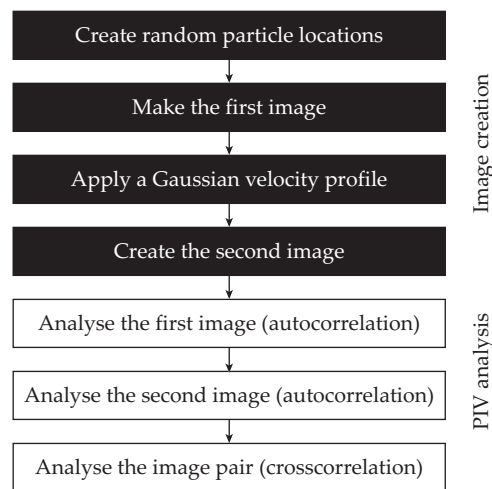 Create random particle locations
Make the first image
Apply a Gaussian velocity profile
Create the second image
Image creation
Analyse the first image (autocorrelation)
Analyse the second image (autocorrelation)
Analyse the image pair (crosscorrelation)
PIV analysis